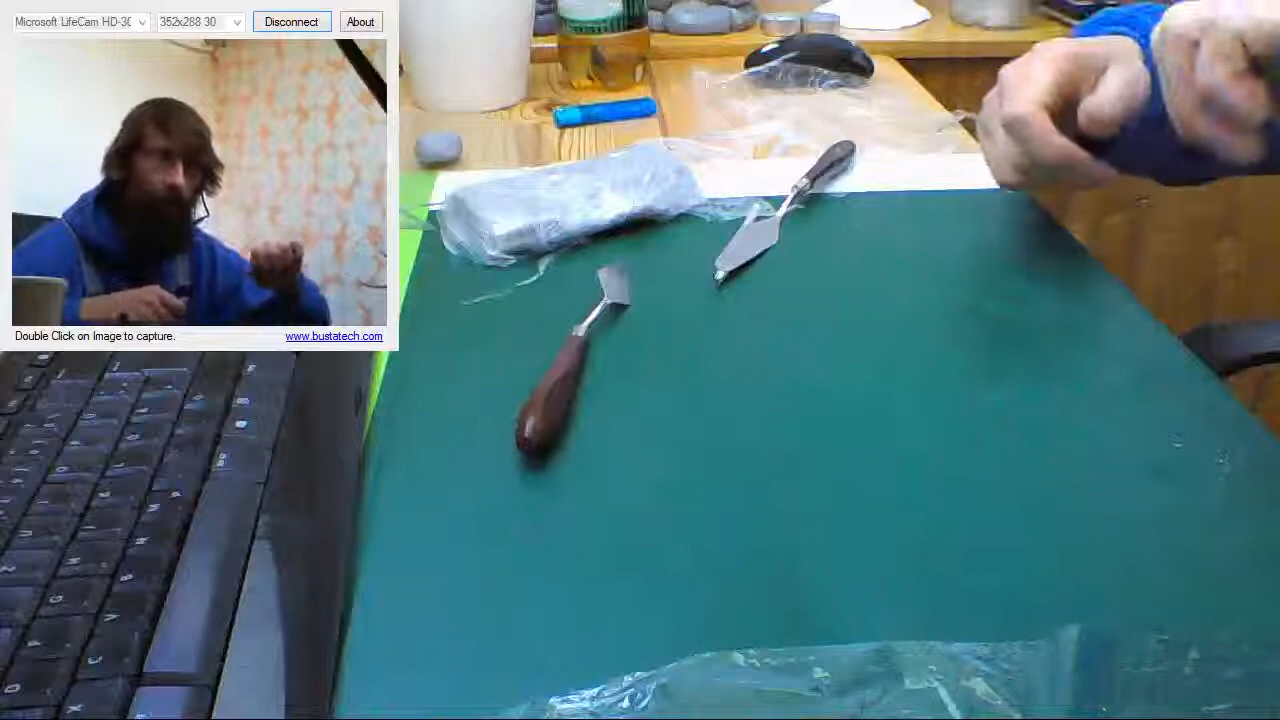 Microsoft LifeCam HD-30
352x288 30
Disconnect
About
Double Click on Image to capture.
www.bustatech.com